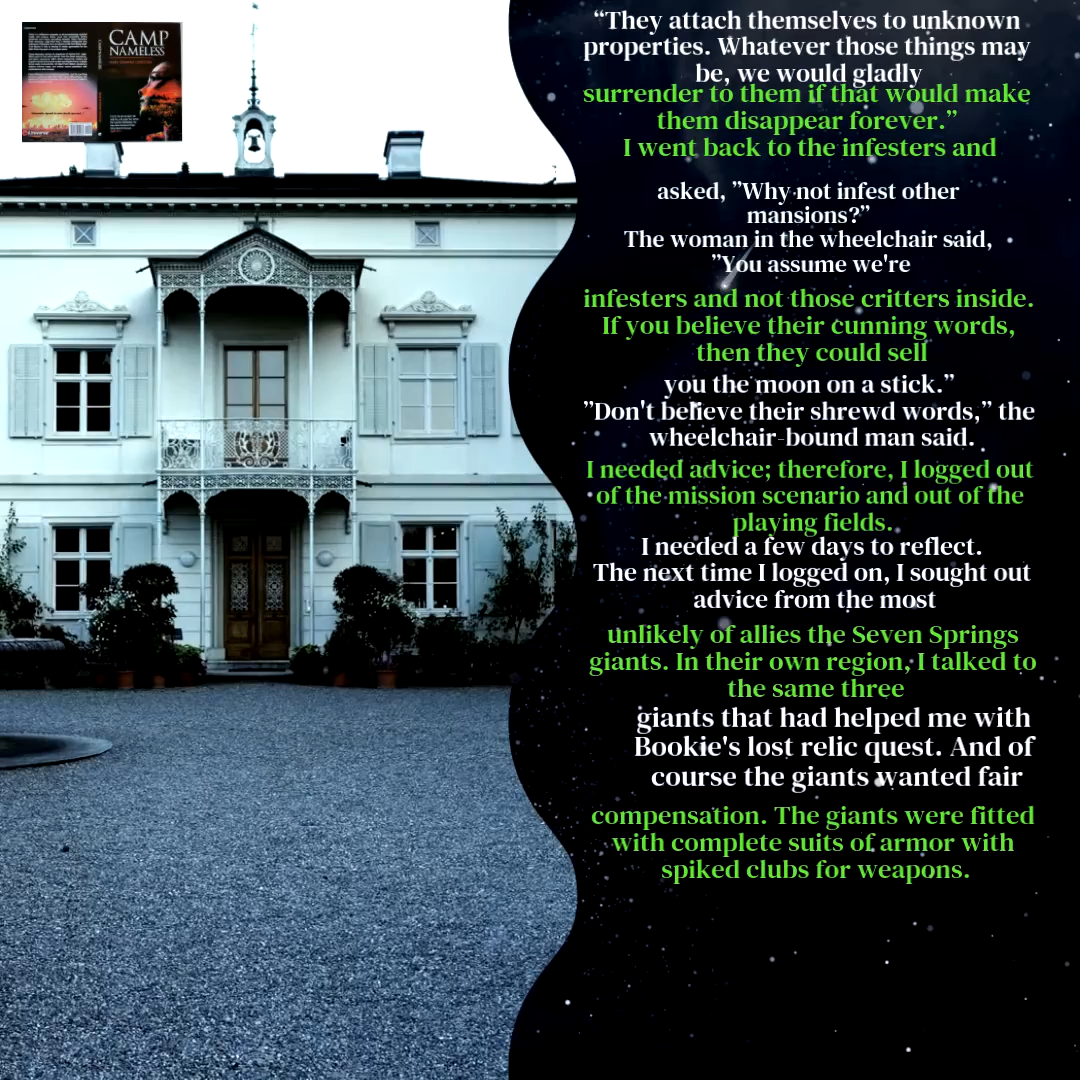 CAMP
NAMELESS
“They attach themselves to unknown
properties. Whatever those things may
be, we would gladly
surrender to them if that would make
them disappear forever.”
I went back to the infesters and
asked, ”Why not infest other
mansions?”
The woman in the wheelchair said,
”You assume we're
infesters and not those critters inside.
If you believe their cunning words,
then they could sell
you the moon on a stick.”
”Don't believe their shrewd words,” the
wheelchair-bound man said.
I needed advice; therefore, I logged out
of the mission scenario and out of the
playing fields.
I needed a few days to reflect.
The next time I logged on, I sought out
advice from the most
unlikely of allies the Seven Springs
giants. In their own region, I talked to
the same three
giants that had helped me with
Bookie's lost relic quest. And of
course the giants wanted fair
compensation. The giants were fitted
with complete suits of armor with
spiked clubs for weapons.